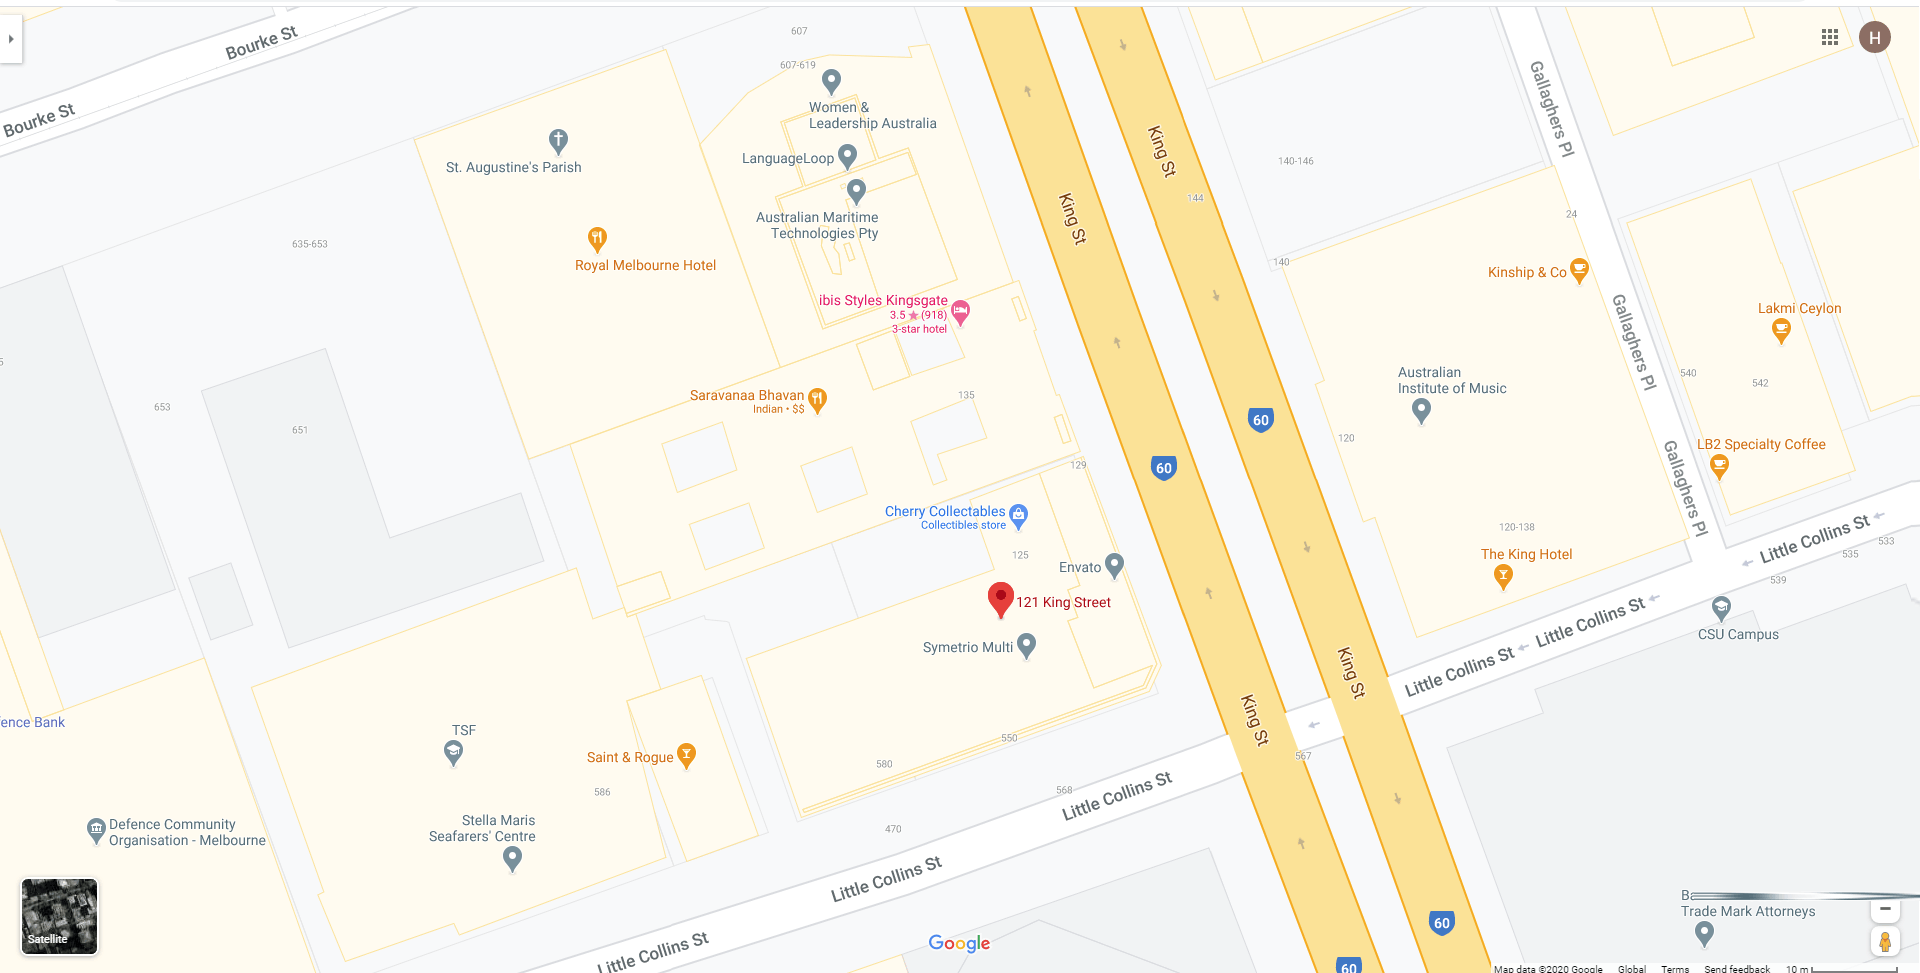 Bourke St
Bourke St
607
607-619
Women &
Leadership Australia
LanguageLoop
Australian Maritime
Technologies Pty
St. Augustine's Parish
Royal Melbourne Hotel
635-653
ibis Styles Kingsgate
3.5 ★ (918)
3-star hotel
Saravanaa Bhavan
Indian • $$
135
653
651
129
Cherry Collectables
Collectibles store
125
Envato
121 King Street
Symetrio Multi
King St
King St
King St
King St
60
60
60
60
144
140-146
140
24
Gallaghers Pl
Gallaghers Pl
Gallaghers Pl
H
Kinship & Co
Lakmi Ceylon
540
542
Australian
Institute of Music
120
LB2 Specialty Coffee
120-138
The King Hotel
Little Collins St
533
535
539
Little Collins St
CSU Campus
Little Collins St
567
550
580
568
470
Little Collins St
Little Collins St
Little Collins St
ence Bank
TSF
Saint & Rogue
586
Stella Maris
Seafarers' Centre
Defence Community
Organisation - Melbourne
Satellite
Google
Trade Mark Attorneys
Map data ©2020 Google
Global
Terms
Send feedback
10 m